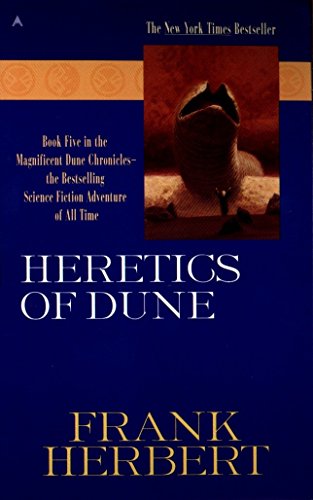 The New York Times Bestseller
Book Five in the
Magnificent Dune Chronicles–
the Bestselling
Science Fiction Adventure
of All Time
HERETICS
OF DUNE
FRANK
HERBERT